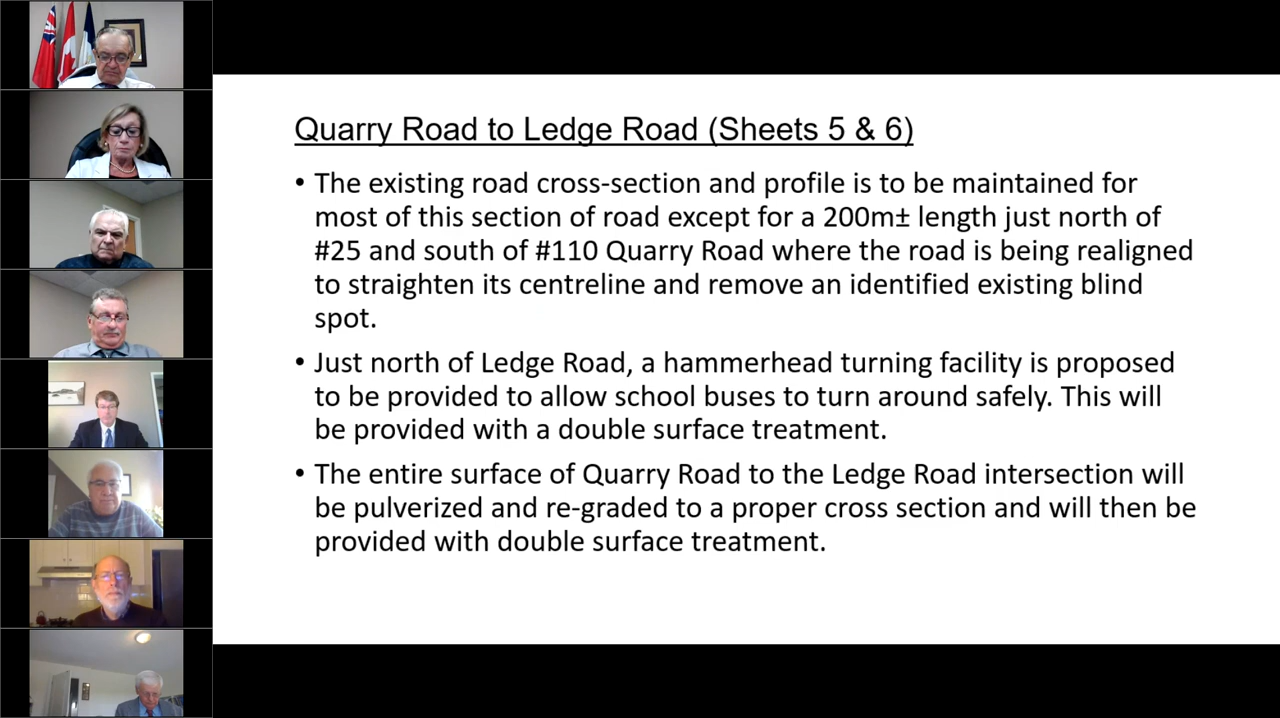 Quarry Road to Ledge Road (Sheets 5 & 6)
• The existing road cross-section and profile is to be maintained for
most of this section of road except for a 200m± length just north of
#25 and south of #110 Quarry Road where the road is being realigned
to straighten its centreline and remove an identified existing blind
spot.
• Just north of Ledge Road, a hammerhead turning facility is proposed
to be provided to allow school buses to turn around safely. This will
be provided with a double surface treatment.
• The entire surface of Quarry Road to the Ledge Road intersection will
be pulverized and re-graded to a proper cross section and will then be
provided with double surface treatment.